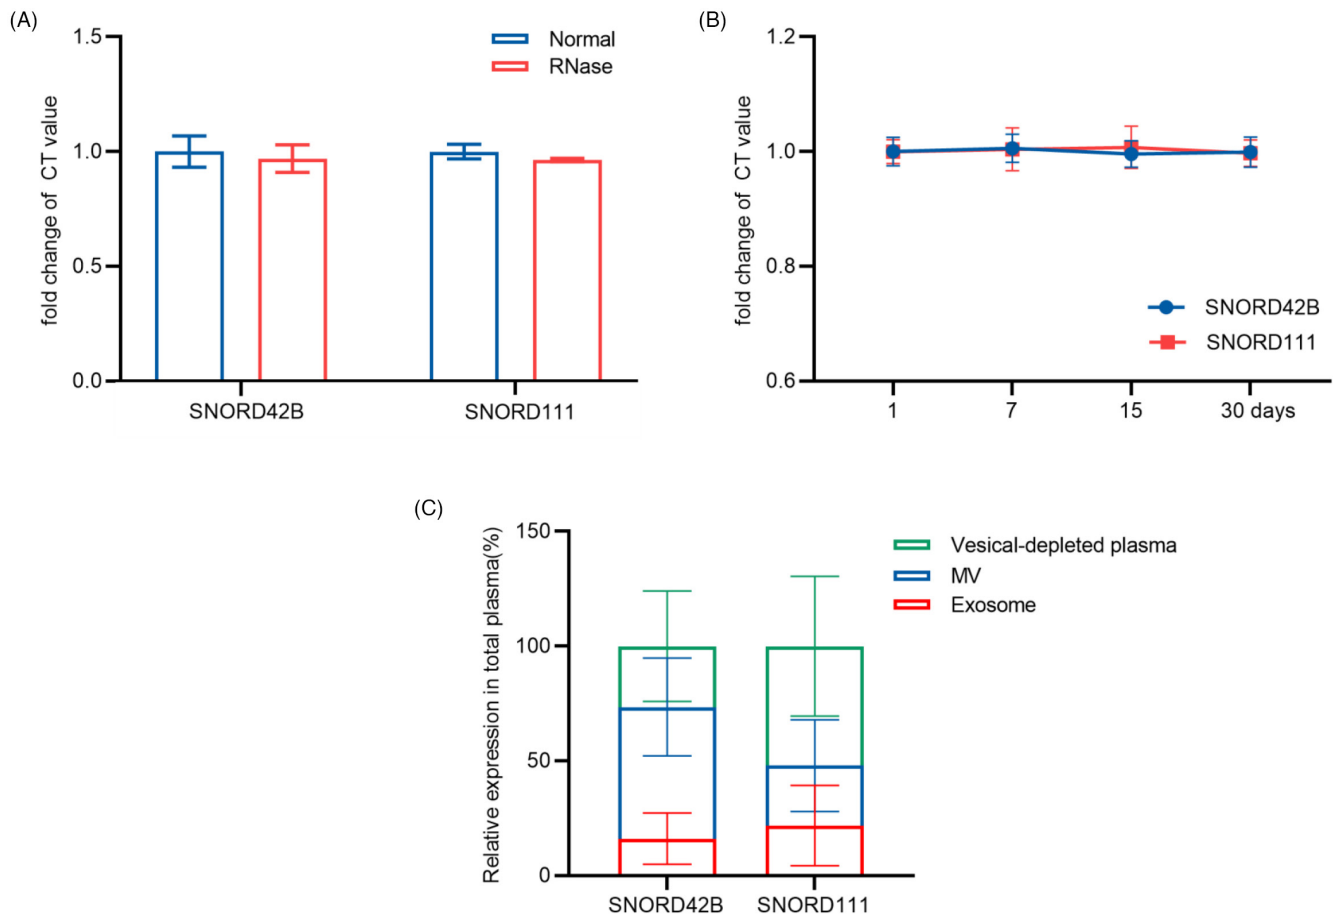 (A)
fold change of CT value
1.5
1.0
0.5
0.0
Normal
RNase
SNORD42B
SNORD111
(B)
fold change of CT value
1.2
1.0
0.8
0.6
SNORD42B
SNORD111
1
7
15
30 days
(C)
Relative expression in total plasma(%)
150
100
50
0
Vesical-depleted plasma
MV
Exosome
SNORD42B
SNORD111